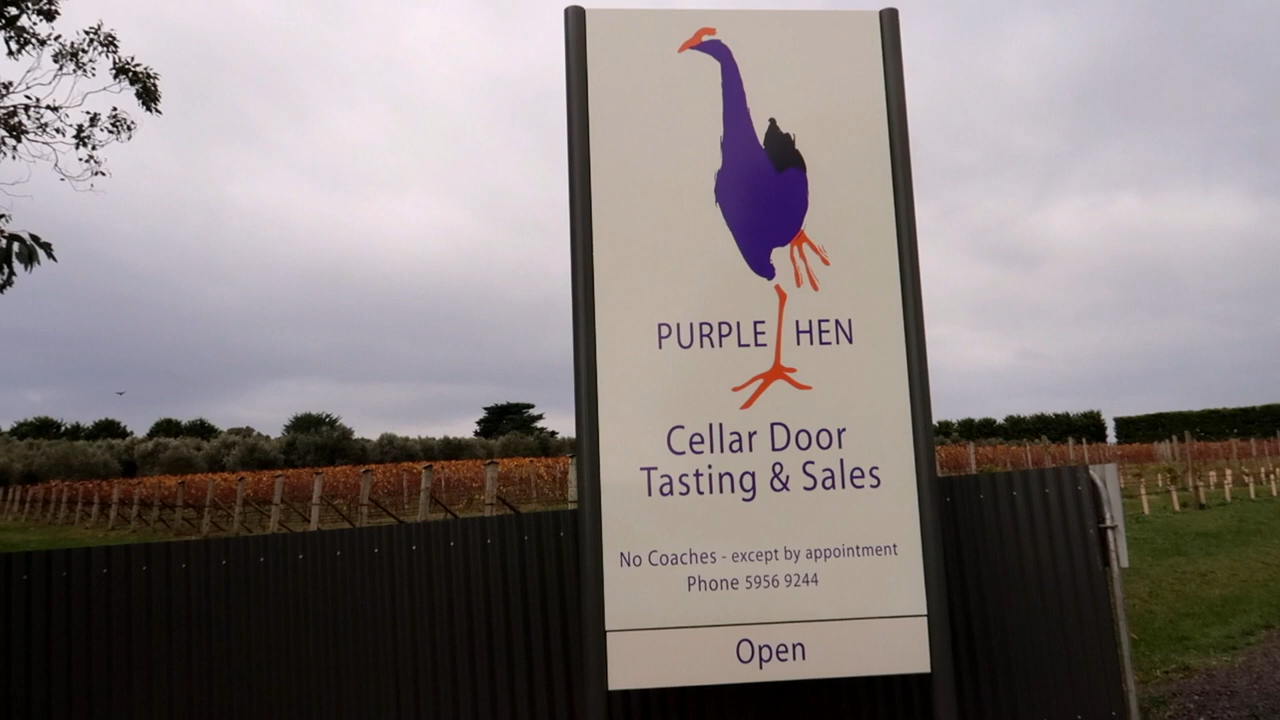 PURPLE HEN
Cellar Door
Tasting & Sales
No Coaches - except by appointment
Phone 5956 9244
Open